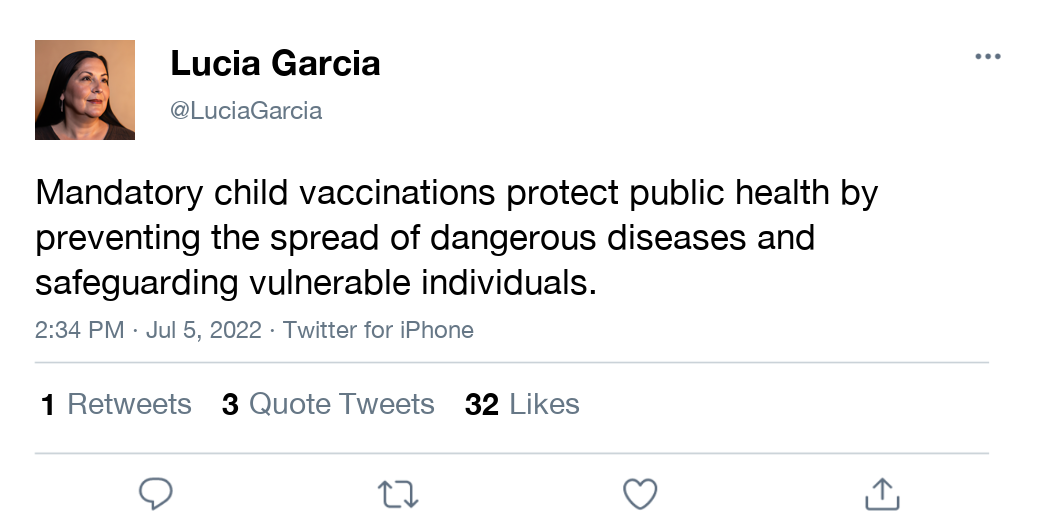 Lucia Garcia
@LuciaGarcia
Mandatory child vaccinations protect public health by
preventing the spread of dangerous diseases and
safeguarding vulnerable individuals.
2:34 PM · Jul 5, 2022 · Twitter for iPhone
1 Retweets 3 Quote Tweets 32 Likes